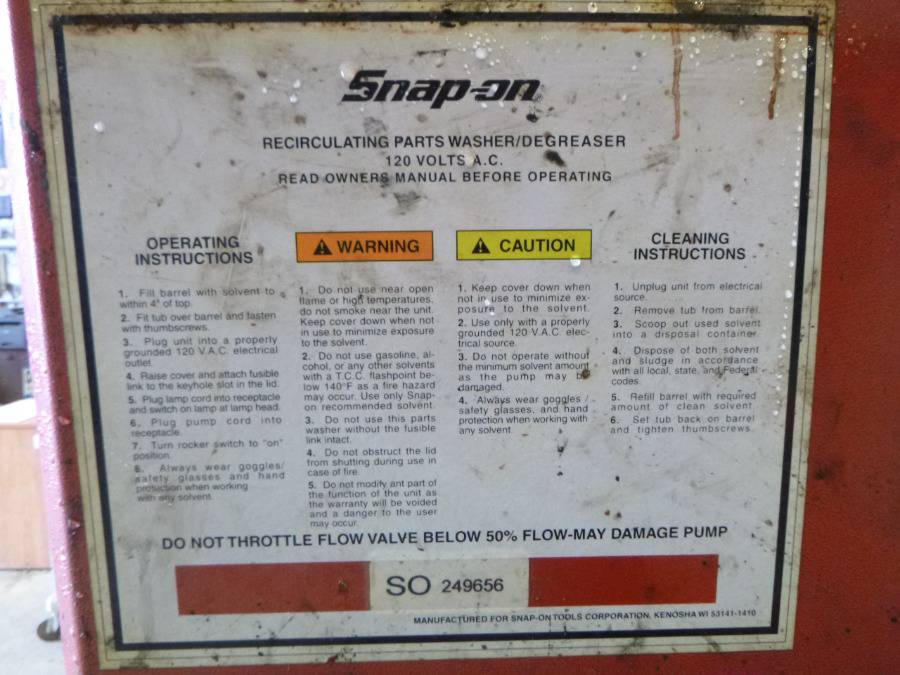 Snap-on
RECIRCULATING PARTS WASHER/DEGREASER
120 VOLTS A.C.
READ OWNERS MANUAL BEFORE OPERATING
OPERATING
INSTRUCTIONS
1. Fill barrel with solvent to
within 4" of top.
2. Fit tub over barrel and fasten
with thumbscrews.
3. Plug unit into a properly
grounded 120 V.A.C. electrical
outlet.
4. Raise cover and attach fusible
link to the keyhole slot in the lid.
5. Plug lamp cord into receptacle
and switch on lamp at lamp head.
6. Plug pump cord into
receptacle.
7. Turn rocker switch to "on"
position.
8. Always wear goggles/
safety glasses and hand
protection when working
with any solvent.
WARNING
1. Do not use near open
flame or high temperatures,
do not smoke near the unit.
Keep cover down when not
in use to minimize exposure
to the solvent.
2. Do not use gasoline, al-
cohol, or any other solvents
with a T.C.C. flashpoint be-
low 140°F as a fire hazard
may occur. Use only Snap-
on recommended solvent.
3. Do not use this parts
washer without the fusible
link intact.
4. Do not obstruct the lid
from shutting during use in
case of fire.
5. Do not modify ant part of
the function of the unit as
the warranty will be voided
and a danger to the user
may occur.
CAUTION
1. Keep cover down when
not in use to minimize ex-
posure to the solvent.
2. Use only with a properly
grounded 120 V.A.C. elec-
trical source.
3. Do not operate without
the minimum solvent amount
as the pump may be
damaged.
4. Always wear goggles/
safety glasses, and hand
protection when working with
any solvent.
CLEANING
INSTRUCTIONS
1. Unplug unit from electrical
source.
2. Remove tub from barrel.
3. Scoop out used solvent
into a disposal container.
4. Dispose of both solvent
and sludge in accordance
with all local, state, and Federal
codes.
5. Refill barrel with required
amount of clean solvent.
6. Set tub back on barrel
and tighten thumbscrews.
DO NOT THROTTLE FLOW VALVE BELOW 50% FLOW-MAY DAMAGE PUMP
SO 249656
MANUFACTURED FOR SNAP-ON TOOLS CORPORATION, KENOSHA WI 53141-1410